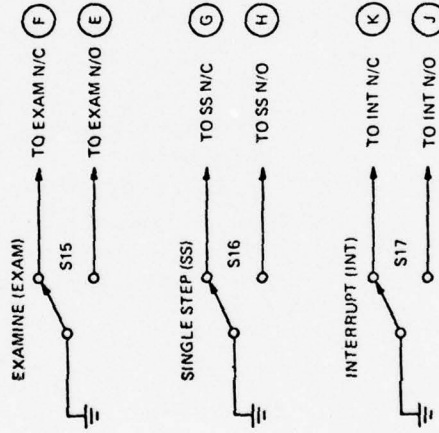 EXAMINE (EXAM)
TO EXAM N/C F
S15
TO EXAM N/O E
SINGLE STEP (SS)
TO SS N/C G
S16
TO SS N/O H
INTERRUPT (INT)
TO INT N/C K
S17
TO INT N/O J